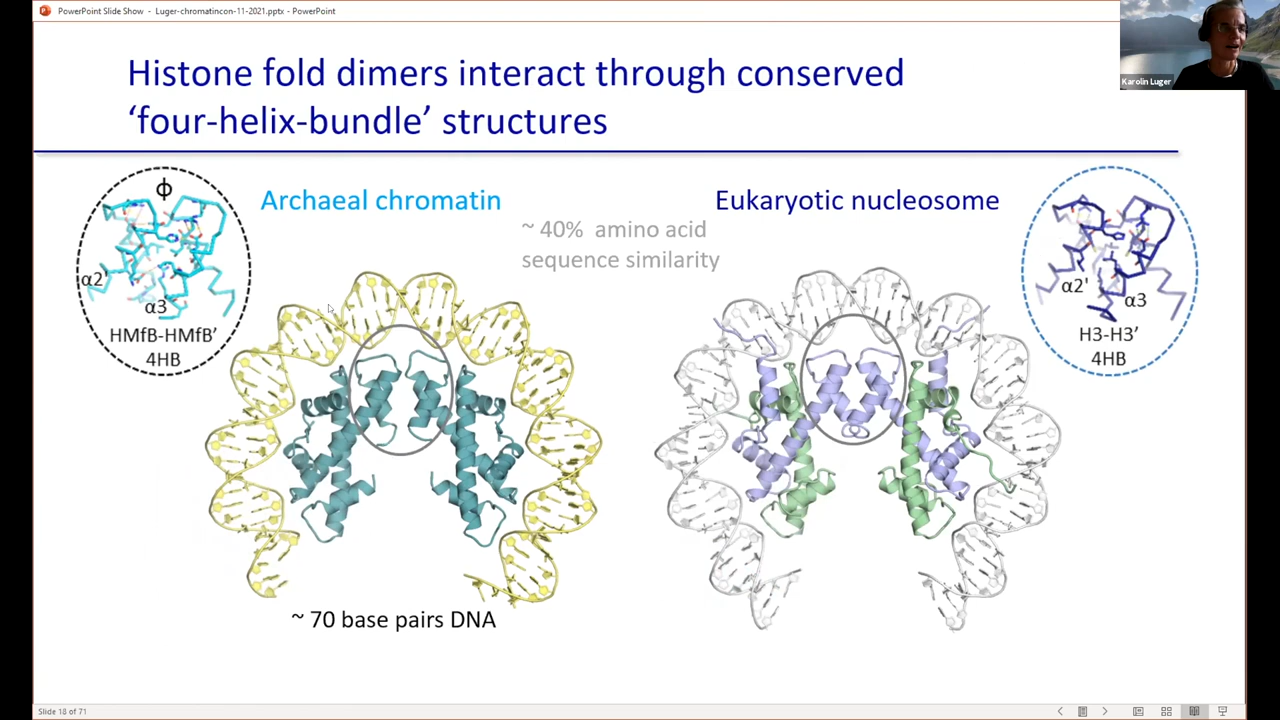 PowerPoint Slide Show - Luger-chromatincon-11-2021.pptx - PowerPoint
Karolin Luger
Histone fold dimers interact through conserved
‘four-helix-bundle’ structures
Archaeal chromatin
Eukaryotic nucleosome
~ 40% amino acid
sequence similarity
ϕ
α2'
α3
HMfB-HMfB’
4HB
α2'
α3
H3-H3’
4HB
~ 70 base pairs DNA
Slide 18 of 71